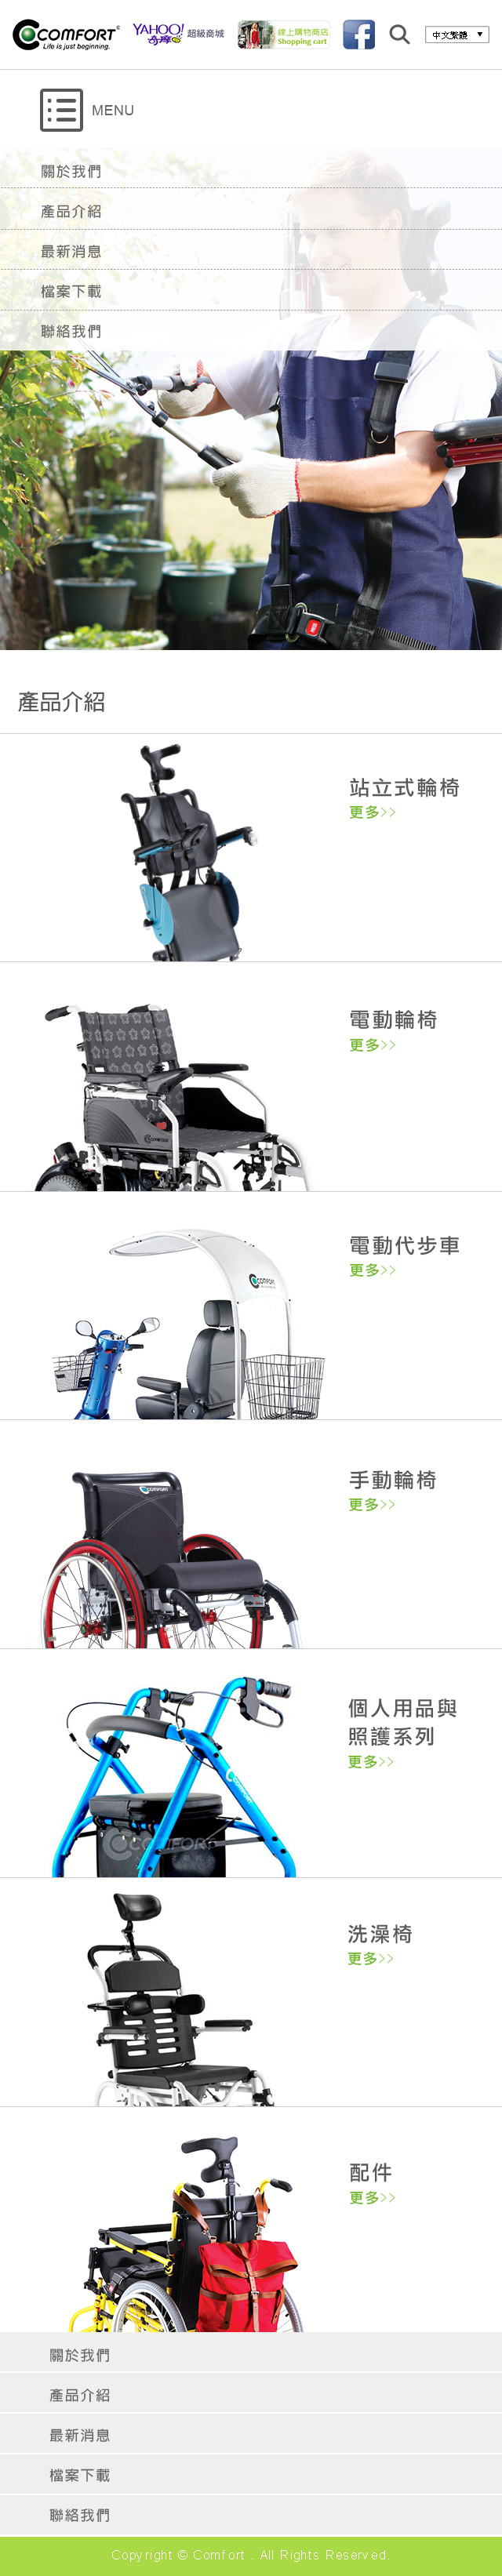 COMFORT®
Life is just beginning.
YAHOO!
奇摩 超級商城
線上購物商店
Shopping cart
f
中文繁體 ▼
MENU
關於我們
產品介紹
最新消息
檔案下載
聯絡我們
產品介紹
站立式輪椅
更多>>
電動輪椅
更多>>
COMFORT
電動代步車
更多>>
COMFORT
手動輪椅
更多>>
COMFORT
個人用品與
照護系列
更多>>
COMFORT
COMFORT
洗澡椅
更多>>
配件
更多>>
關於我們
產品介紹
最新消息
檔案下載
聯絡我們
Copyright © Comfort . All Rights Reserved.